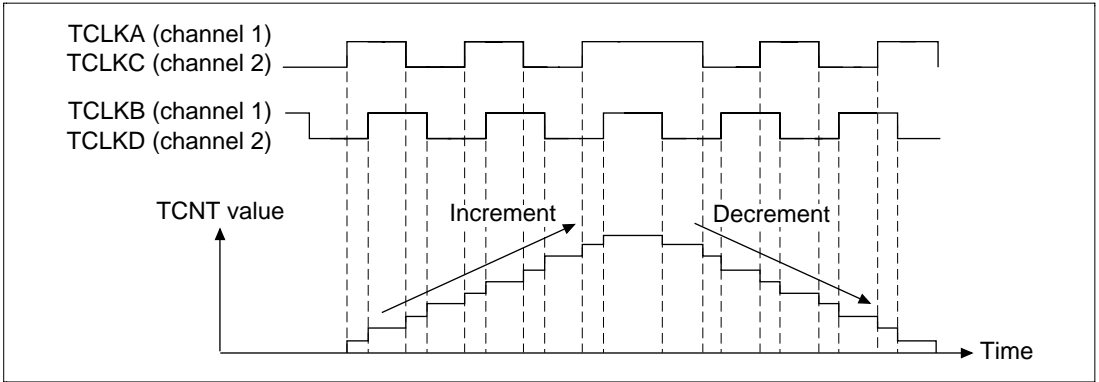 TCLKA (channel 1)
TCLKC (channel 2)
TCLKB (channel 1)
TCLKD (channel 2)
TCNT value
Increment
Decrement
Time